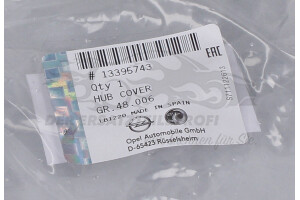 # 13395743
EAC
Qty 1
HUB COVER
GR.48.006
MADE IN SPAIN
Opel Automobile GmbH
D-65423 Rüsselsheim